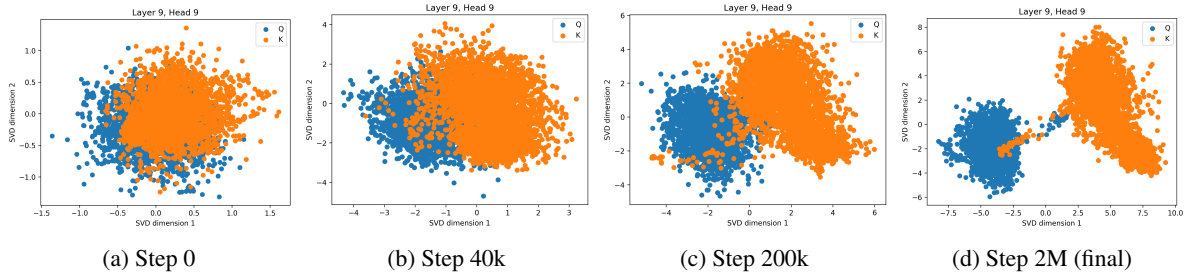 Layer 9, Head 9
Q
K
1.0
0.5
0.0
−0.5
−1.0
SVD dimension 2
−1.5
−1.0
−0.5
0.0
0.5
1.0
1.5
SVD dimension 1
(a) Step 0
Layer 9, Head 9
Q
K
4
2
0
−2
−4
SVD dimension 2
−4
−3
−2
−1
0
1
2
3
SVD dimension 1
(b) Step 40k
Layer 9, Head 9
Q
K
6
4
2
0
−2
−4
SVD dimension 2
−4
−2
0
2
4
6
SVD dimension 1
(c) Step 200k
Layer 9, Head 9
Q
K
8
6
4
2
0
−2
−4
−6
SVD dimension 2
−7.5
−5.0
−2.5
0.0
2.5
5.0
7.5
10.0
SVD dimension 1
(d) Step 2M (final)